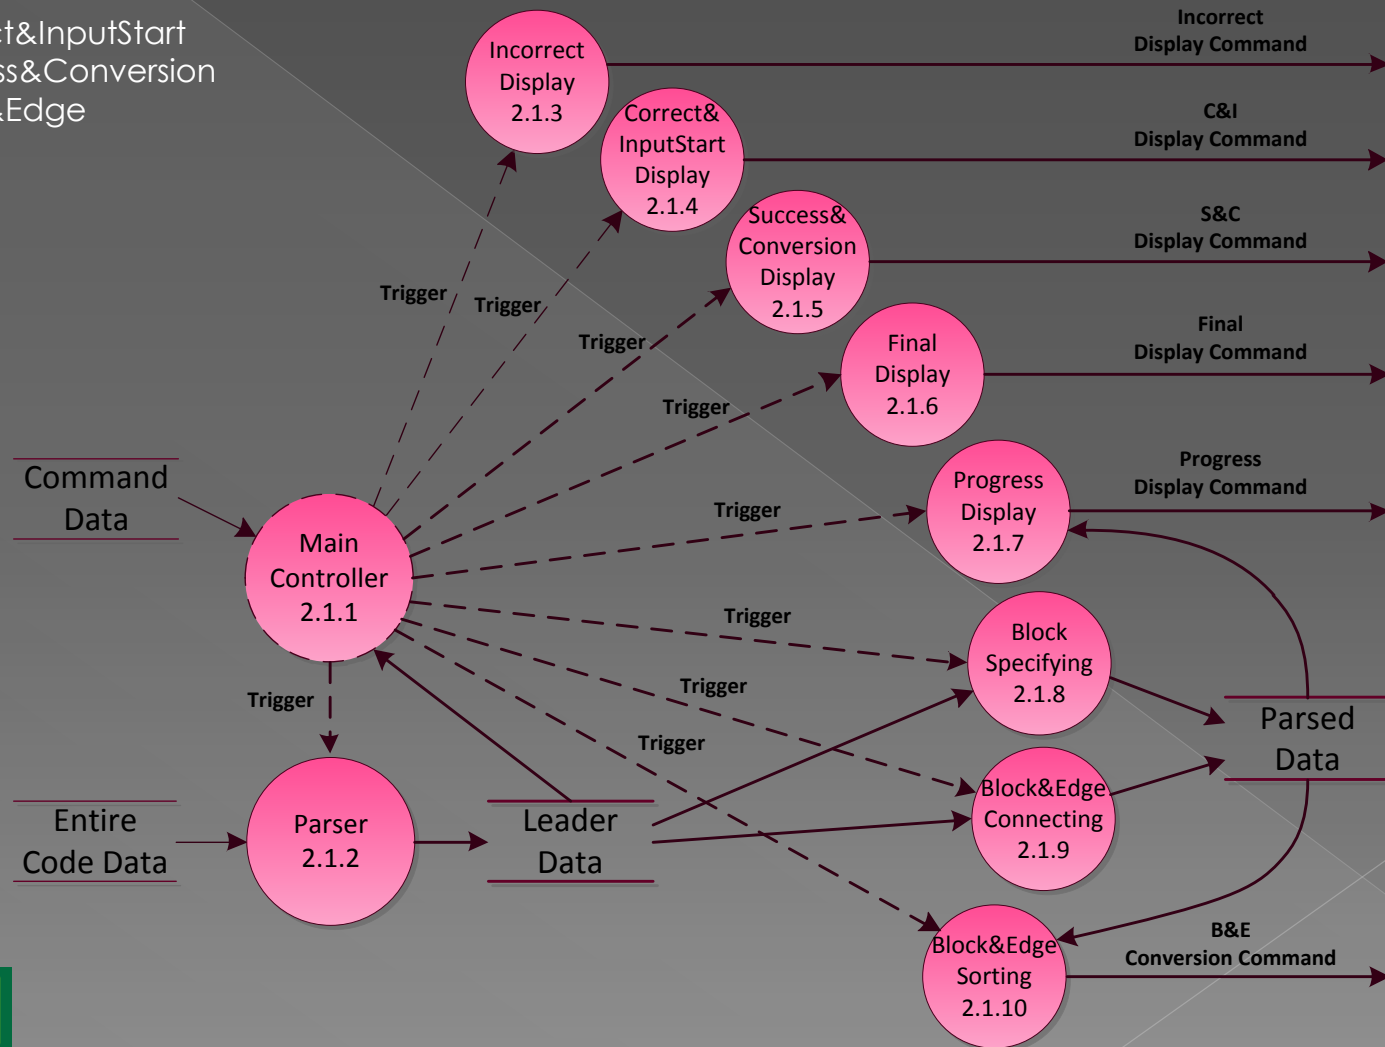 ct&InputStart
ss&Conversion
&Edge
Incorrect
Display
2.1.3
Incorrect
Display Command
Correct&
InputStart
Display
2.1.4
C&I
Display Command
Success&
Conversion
Display
2.1.5
S&C
Display Command
Trigger
Trigger
Trigger
Final
Display
2.1.6
Final
Display Command
Trigger
Command
Data
Progress
Display
2.1.7
Progress
Display Command
Trigger
Main
Controller
2.1.1
Trigger
Block
Specifying
2.1.8
Trigger
Trigger
Parsed
Data
Trigger
Entire
Code Data
Parser
2.1.2
Leader
Data
Block&Edge
Connecting
2.1.9
Block&Edge
Sorting
2.1.10
B&E
Conversion Command